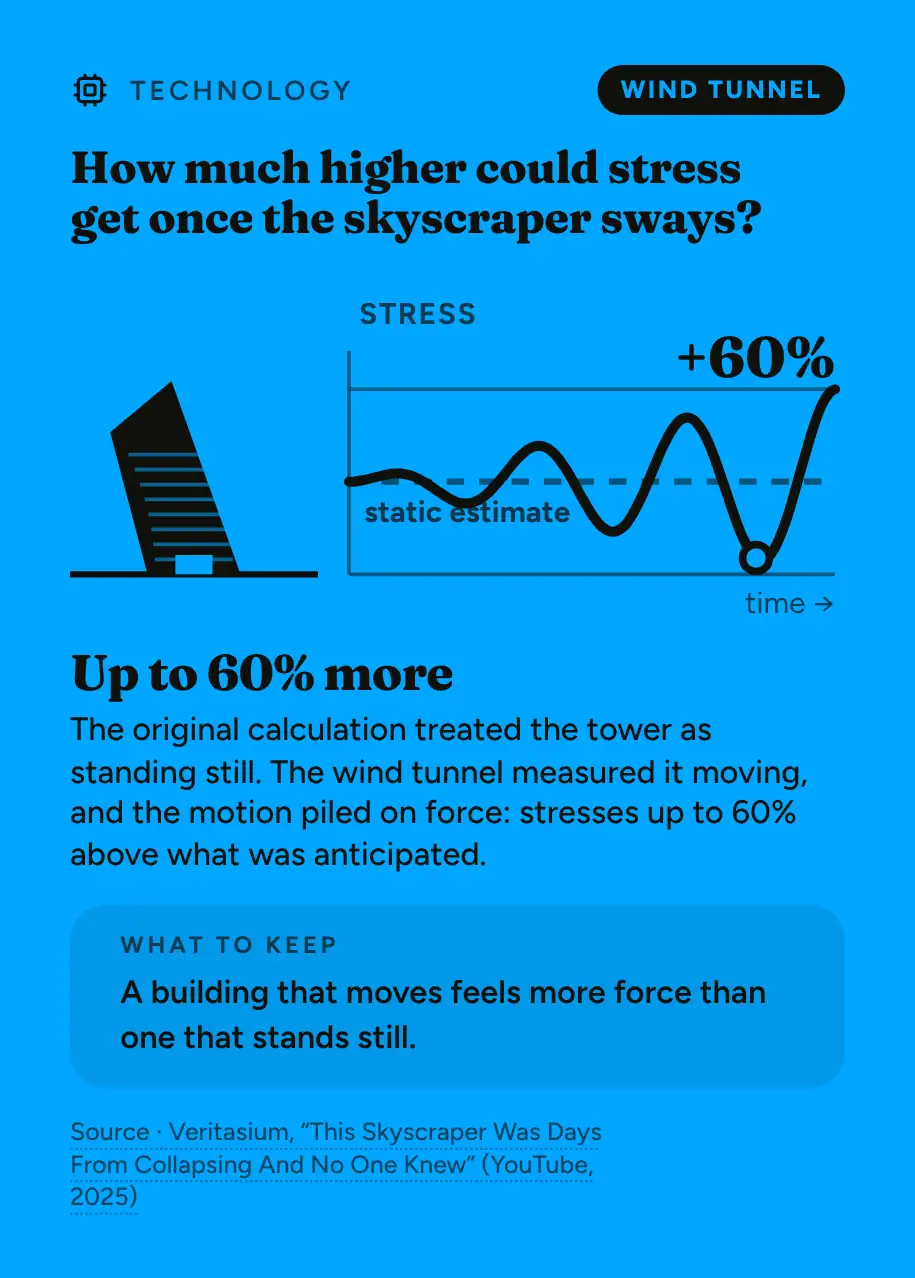 TECHNOLOGY
WIND TUNNEL
How much higher could stress
get once the skyscraper sways?
STRESS
+60%
static estimate
time →
Up to 60% more
The original calculation treated the tower as
standing still. The wind tunnel measured it moving,
and the motion piled on force: stresses up to 60%
above what was anticipated.
WHAT TO KEEP
A building that moves feels more force than
one that stands still.
Source · Veritasium, “This Skyscraper Was Days
From Collapsing And No One Knew” (YouTube,
2025)